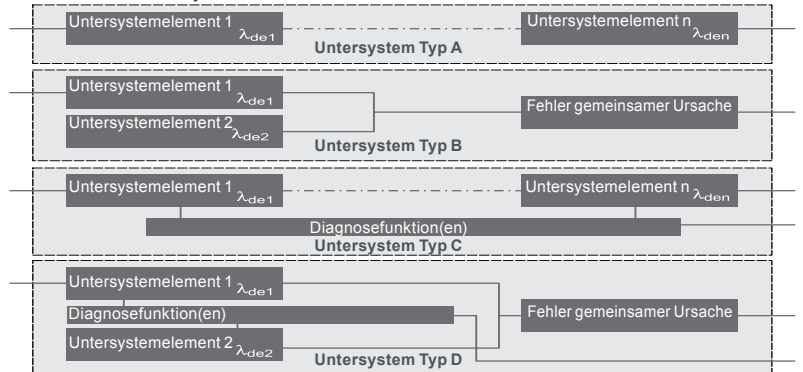 Untersystemelement 1 λde1
Untersystemelement n λden
Untersystem Typ A
Untersystemelement 1 λde1
Untersystemelement 2 λde2
Fehler gemeinsamer Ursache
Untersystem Typ B
Untersystemelement 1 λde1
Untersystemelement n λden
Diagnosefunktion(en)
Untersystem Typ C
Untersystemelement 1 λde1
Diagnosefunktion(en)
Fehler gemeinsamer Ursache
Untersystemelement 2 λde2
Untersystem Typ D